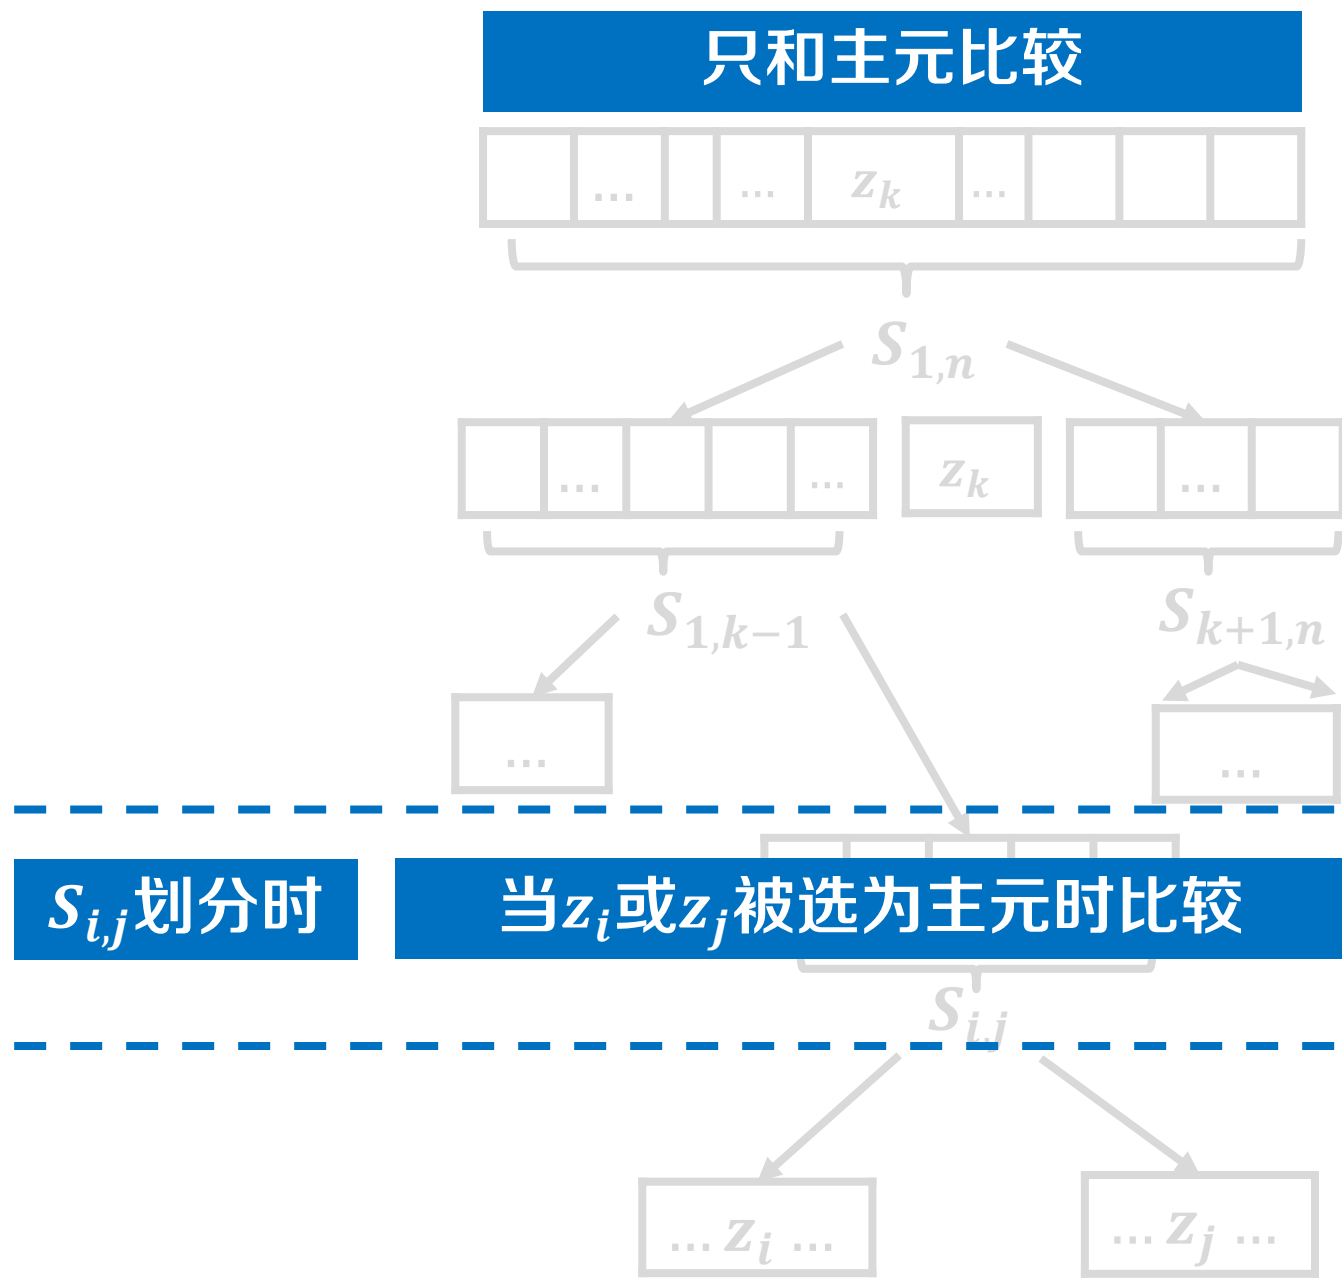 只和主元比较
... ... z_k ...
S_{1,n}
... ... z_k ...
S_{1,k−1} S_{k+1,n}
... ...
S_{i,j}划分时 当z_i或z_j被选为主元时比较
S_{i,j}
... z_i ... ... z_j ...